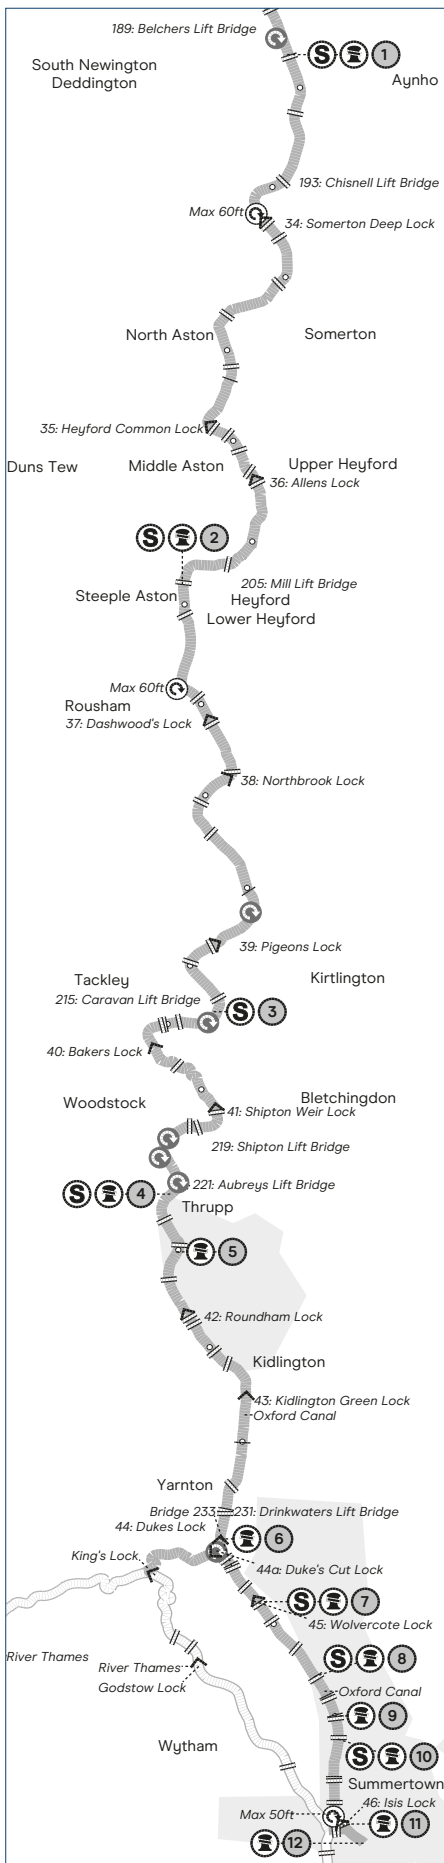 189: Belchers Lift Bridge
S 1
South Newington
Deddington
Aynho
193: Chisnell Lift Bridge
Max 60ft
34: Somerton Deep Lock
North Aston
Somerton
35: Heyford Common Lock
Duns Tew
Middle Aston
Upper Heyford
36: Allens Lock
S 2
205: Mill Lift Bridge
Steeple Aston
Heyford
Lower Heyford
Max 60ft
Rousham
37: Dashwood's Lock
38: Northbrook Lock
39: Pigeons Lock
Tackley
Kirtlington
215: Caravan Lift Bridge
S 3
40: Bakers Lock
Woodstock
Bletchingdon
41: Shipton Weir Lock
219: Shipton Lift Bridge
221: Aubreys Lift Bridge
S 4
Thrupp
5
42: Roundham Lock
Kidlington
43: Kidlington Green Lock
Oxford Canal
Yarnton
Bridge 233
231: Drinkwaters Lift Bridge
44: Dukes Lock
6
King's Lock
44a: Duke's Cut Lock
S 7
45: Wolvercote Lock
River Thames
S 8
River Thames
Godstow Lock
Oxford Canal
9
Wytham
S 10
Summertown
46: Isis Lock
Max 50ft
11
12